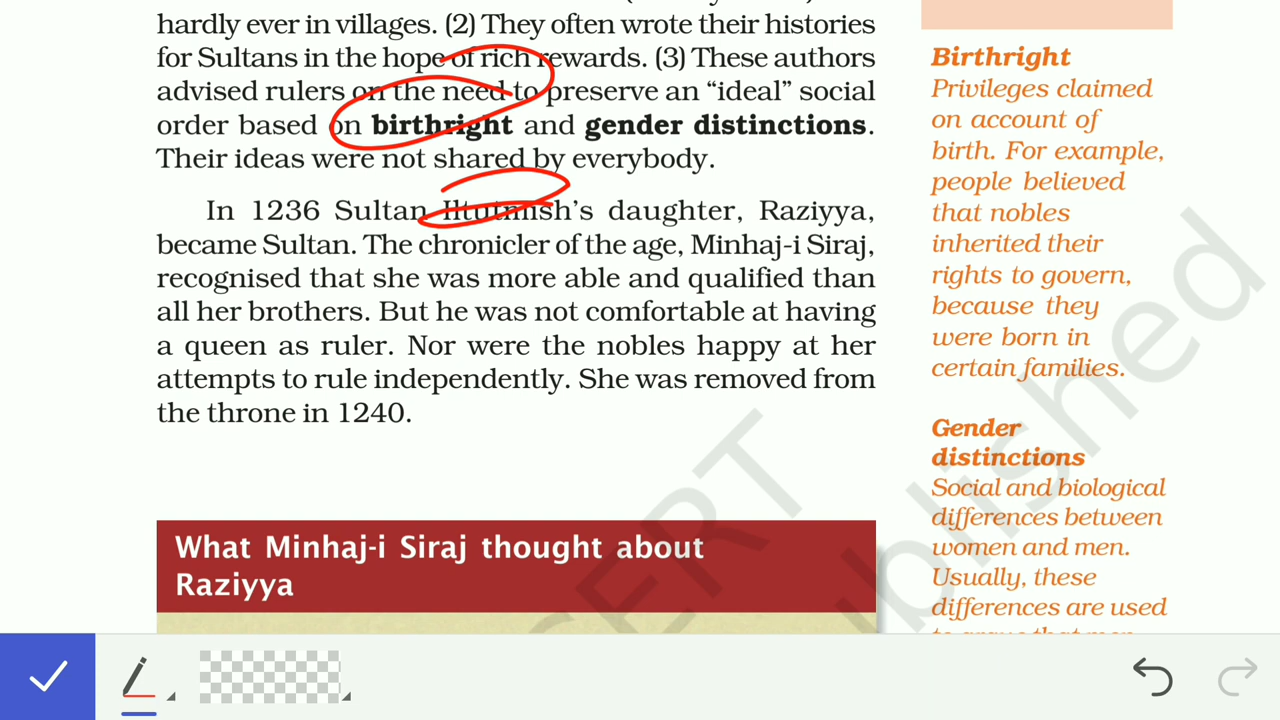 hardly ever in villages. (2) They often wrote their histories
for Sultans in the hope of rich rewards. (3) These authors
advised rulers on the need to preserve an “ideal” social
order based on birthright and gender distinctions.
Their ideas were not shared by everybody.
In 1236 Sultan Iltutmish’s daughter, Raziyya,
became Sultan. The chronicler of the age, Minhaj-i Siraj,
recognised that she was more able and qualified than
all her brothers. But he was not comfortable at having
a queen as ruler. Nor were the nobles happy at her
attempts to rule independently. She was removed from
the throne in 1240.
What Minhaj-i Siraj thought about
Raziyya
Birthright
Privileges claimed
on account of
birth. For example,
people believed
that nobles
inherited their
rights to govern,
because they
were born in
certain families.
Gender
distinctions
Social and biological
differences between
women and men.
Usually, these
differences are used